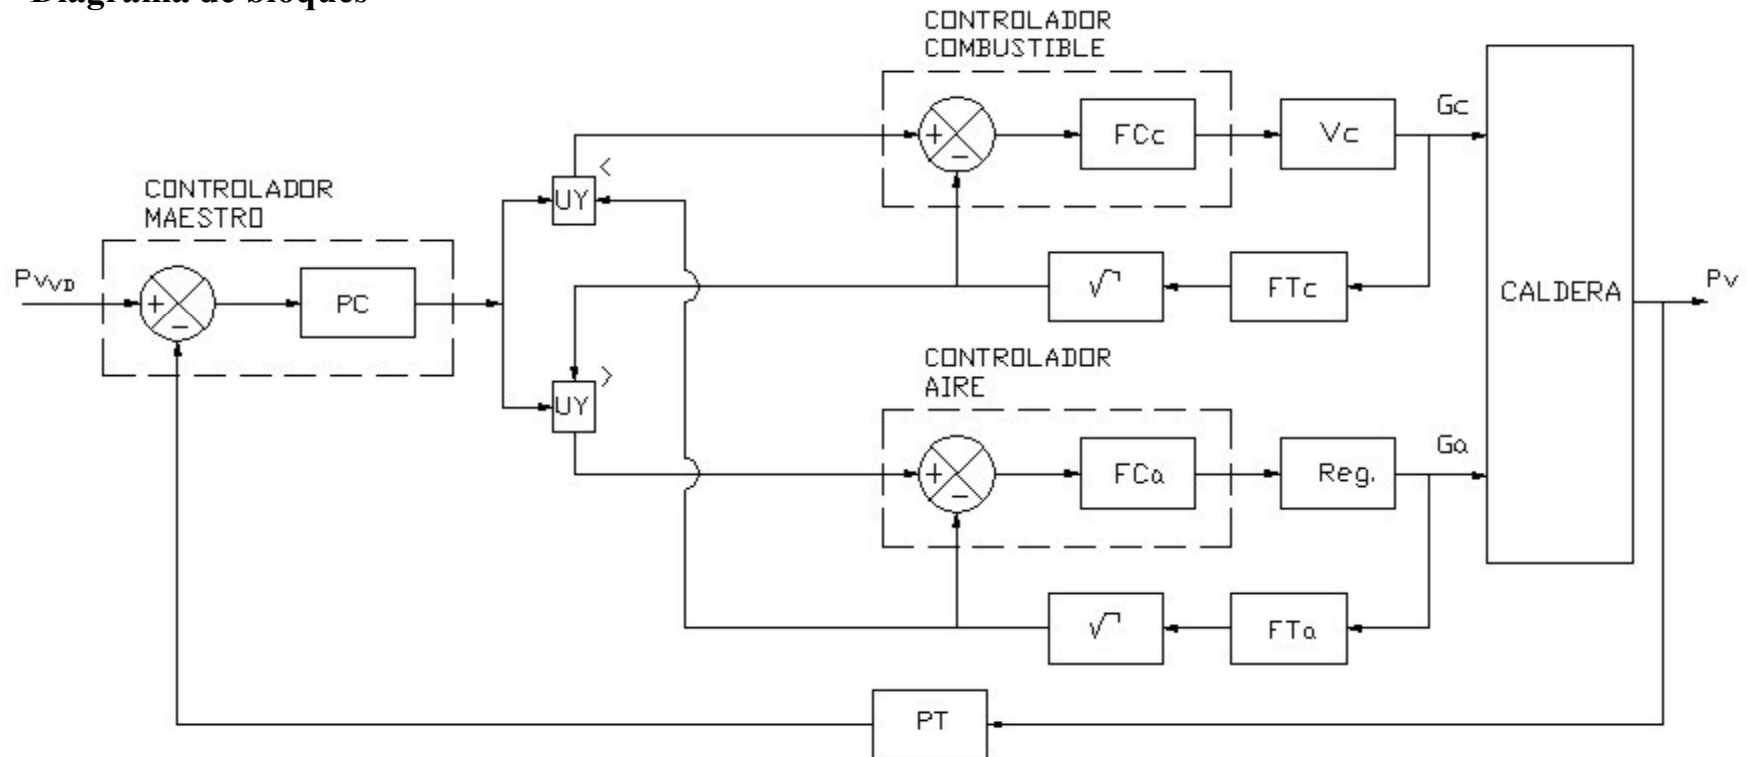 Diagrama de bloques
CONTROLADOR
COMBUSTIBLE
+
−
FCc
Vc
Gc
<
UY
CONTROLADOR
MAESTRO
PvVD
+
−
PC
√
FTc
CALDERA
Pv
>
UY
CONTROLADOR
AIRE
+
−
FCa
Reg.
Ga
√
FTa
PT